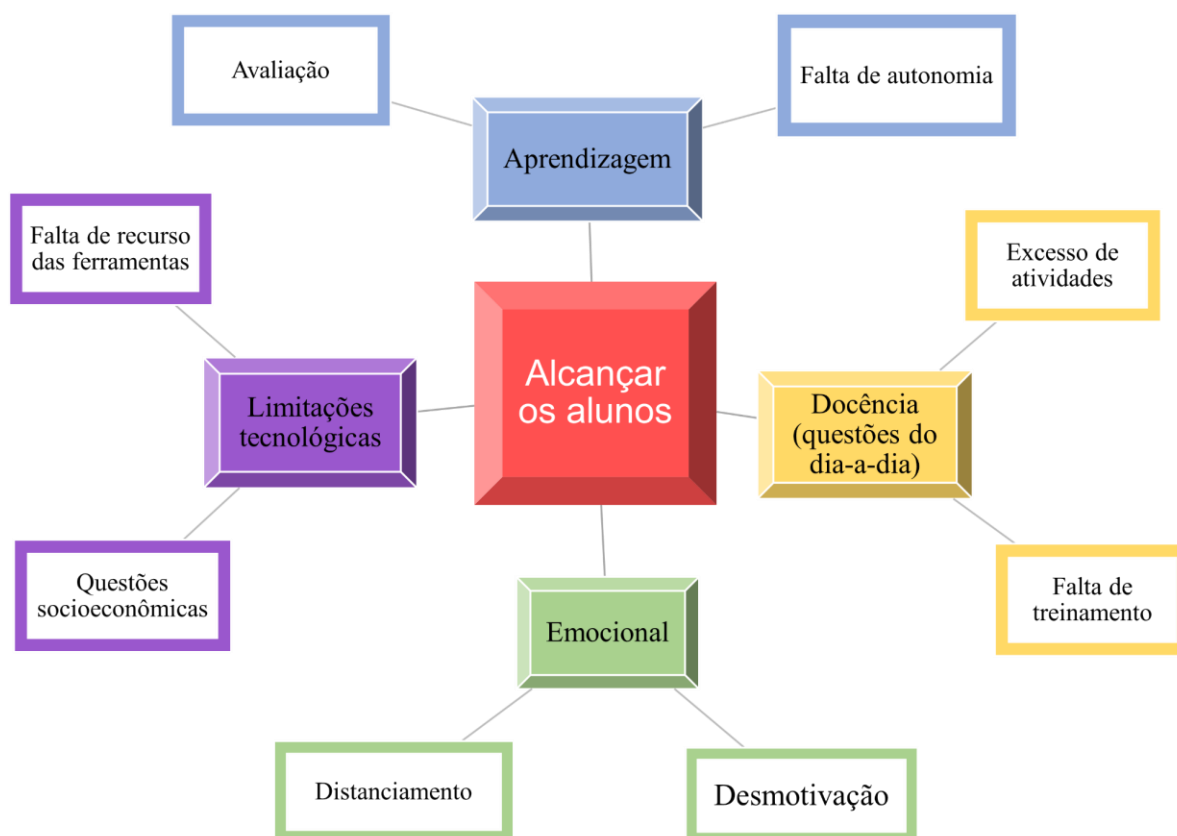 Avaliação
Falta de autonomia
Aprendizagem
Falta de recurso
das ferramentas
Excesso de
atividades
Alcançar
os alunos
Limitações
tecnológicas
Docência
(questões do
dia-a-dia)
Questões
socioeconômicas
Falta de
treinamento
Emocional
Distanciamento
Desmotivação